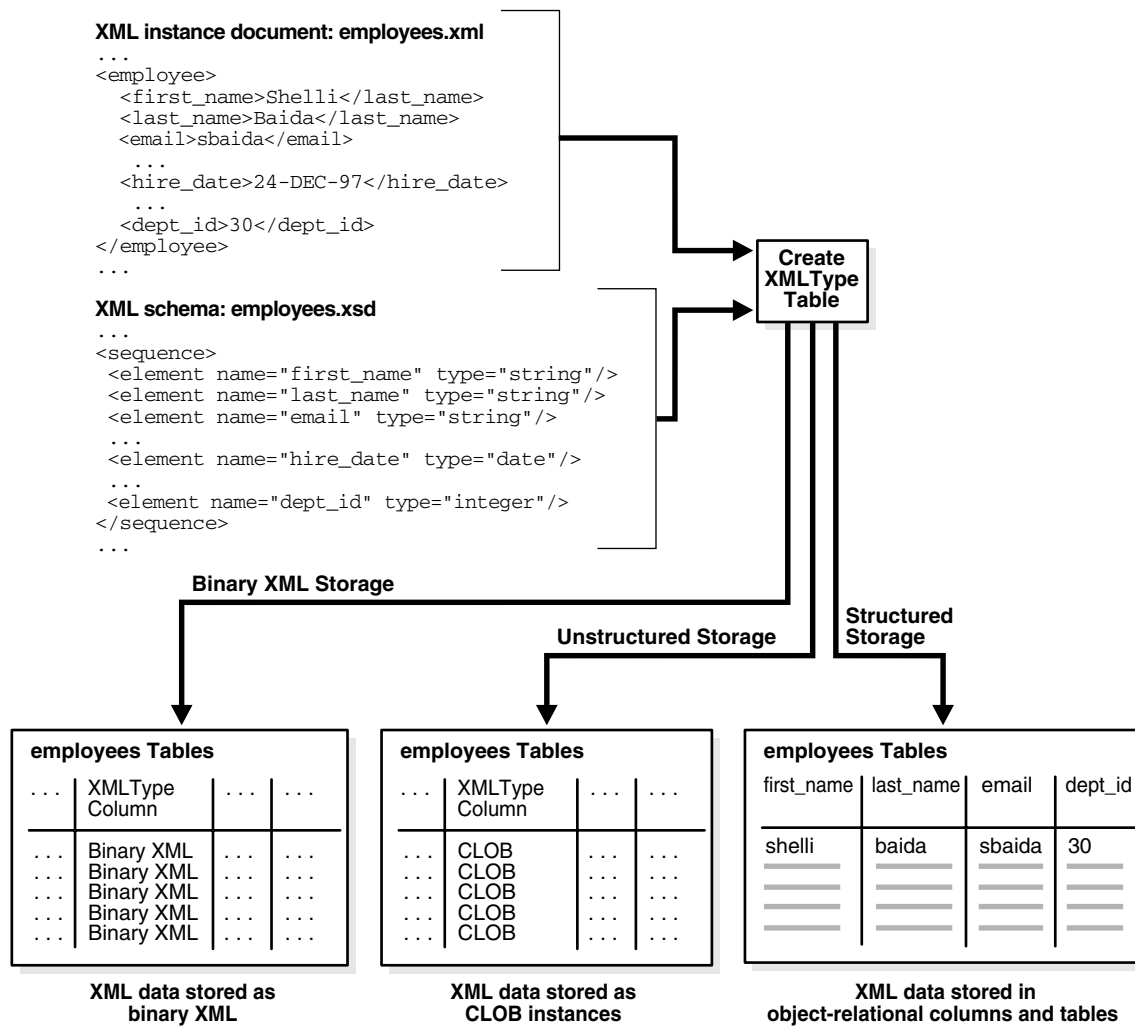 XML instance document: employees.xml
...
<employee>
<first_name>Shelli</last_name>
<last_name>Baida</last_name>
<email>sbaida</email>
...
<hire_date>24-DEC-97</hire_date>
...
<dept_id>30</dept_id>
</employee>
...
XML schema: employees.xsd
...
<sequence>
<element name="first_name" type="string"/>
<element name="last_name" type="string"/>
<element name="email" type="string"/>
...
<element name="hire_date" type="date"/>
...
<element name="dept_id" type="integer"/>
</sequence>
...
Create
XMLType
Table
Binary XML Storage
Unstructured Storage
Structured
Storage
employees Tables
... XMLType ... ...
Column
... Binary XML ... ...
... Binary XML ... ...
... Binary XML ... ...
... Binary XML ... ...
... Binary XML ... ...
XML data stored as
binary XML
employees Tables
... XMLType ... ...
Column
... CLOB ... ...
... CLOB ... ...
... CLOB ... ...
... CLOB ... ...
... CLOB ... ...
XML data stored as
CLOB instances
employees Tables
first_name last_name email dept_id
shelli baida sbaida 30
XML data stored in
object-relational columns and tables